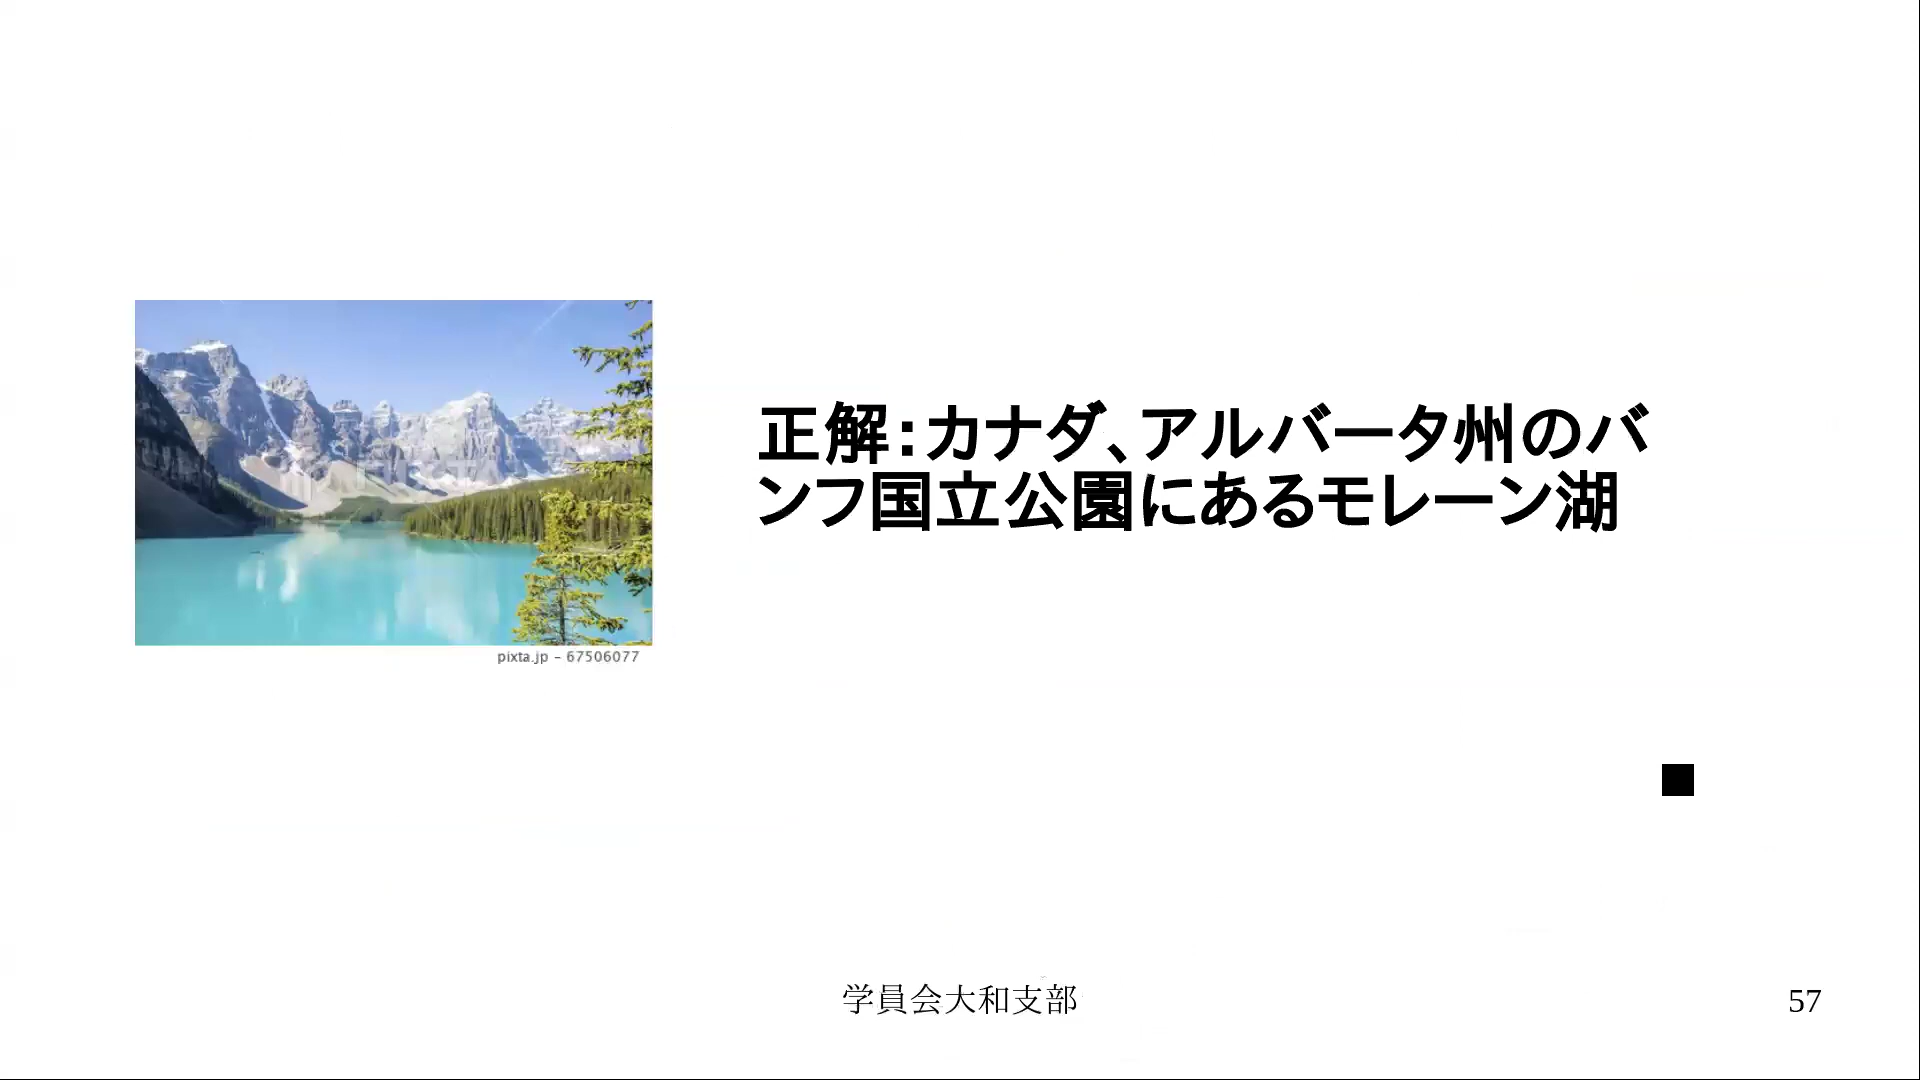 正解：カナダ、アルバータ州のバ
ンフ国立公園にあるモレーン湖
pixta.jp – 67506077
学員会大和支部
57